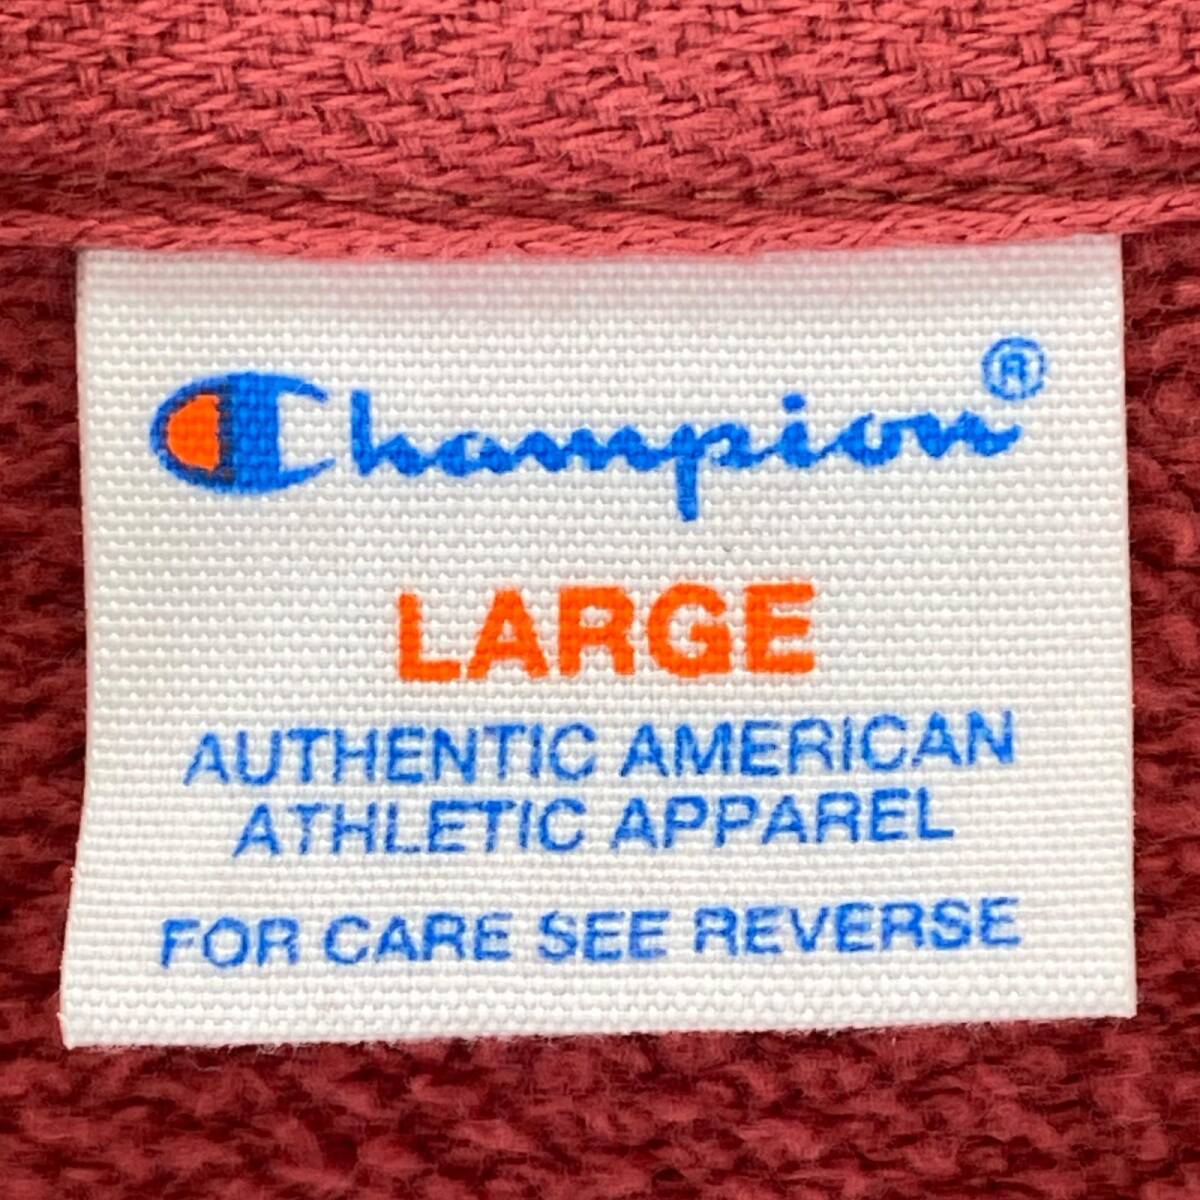 Champion®
LARGE
AUTHENTIC AMERICAN
ATHLETIC APPAREL
FOR CARE SEE REVERSE